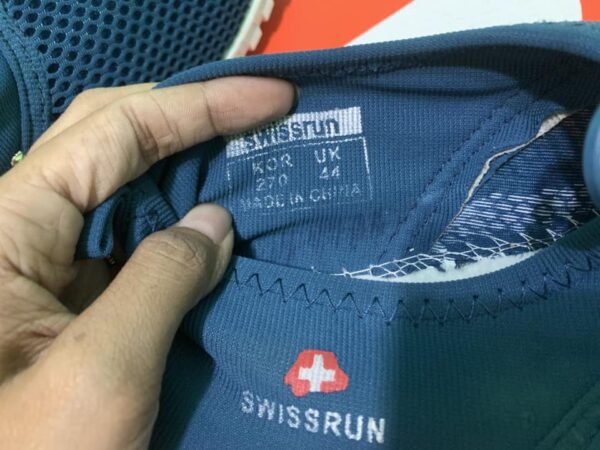 swissrun
KOR UK
270 44
MADE IN CHINA
SWISSRUN